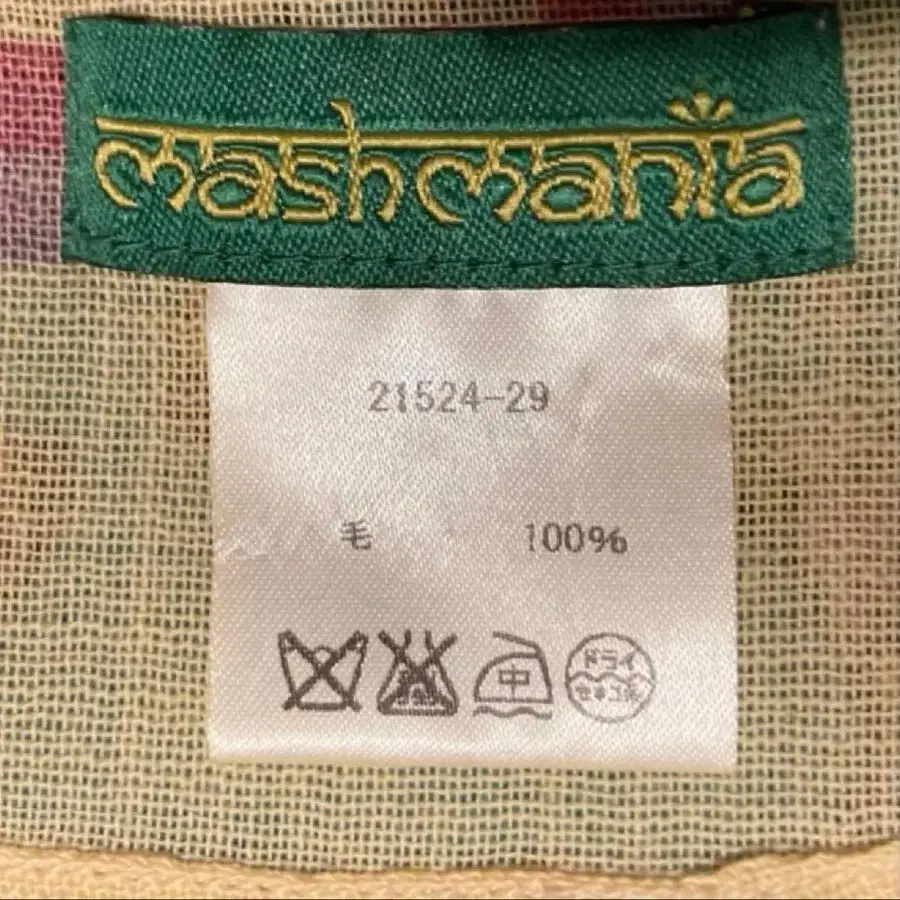 mashmania
21524-29
毛 100%
中
ドライ
セキユ系